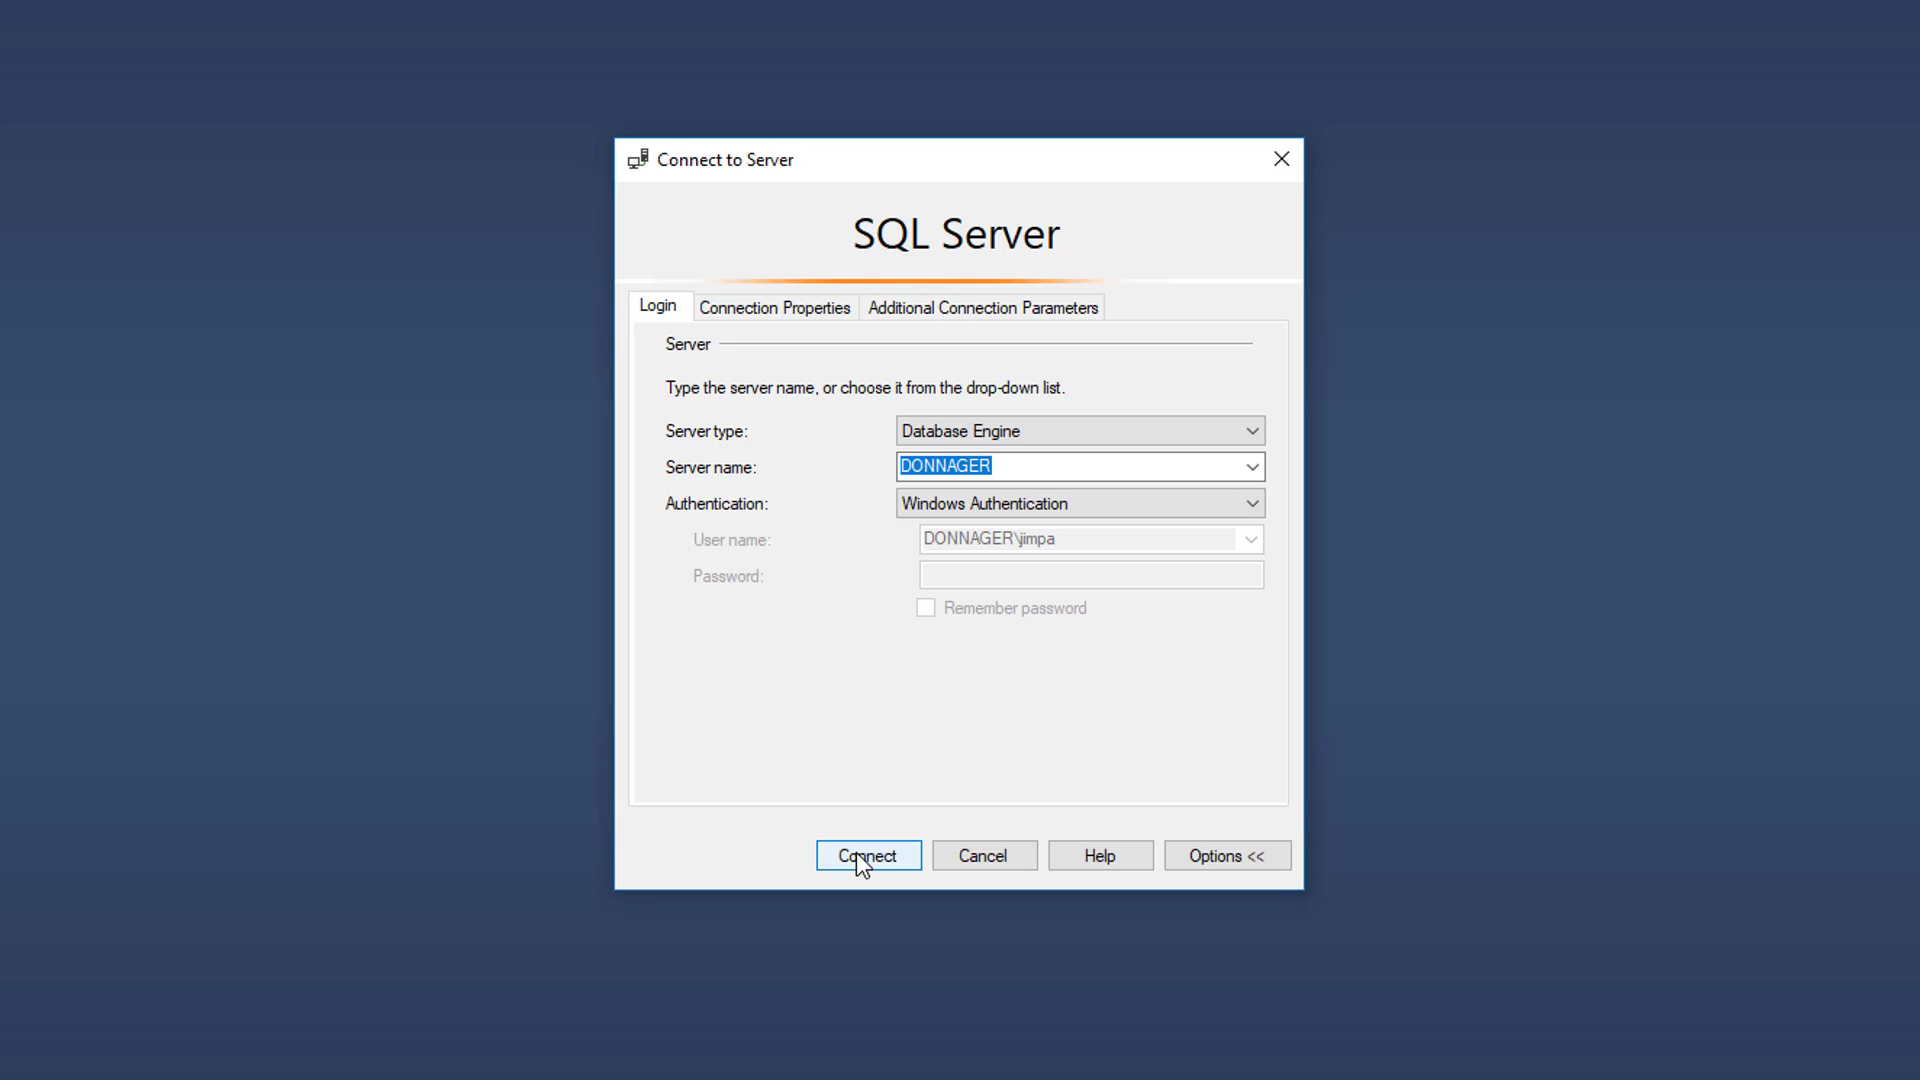 Connect to Server
SQL Server
Login Connection Properties Additional Connection Parameters
Server
Type the server name, or choose it from the drop-down list.
Server type: Database Engine
Server name: DONNAGER
Authentication: Windows Authentication
User name: DONNAGER\jimpa
Password:
Remember password
Connect Cancel Help Options <<